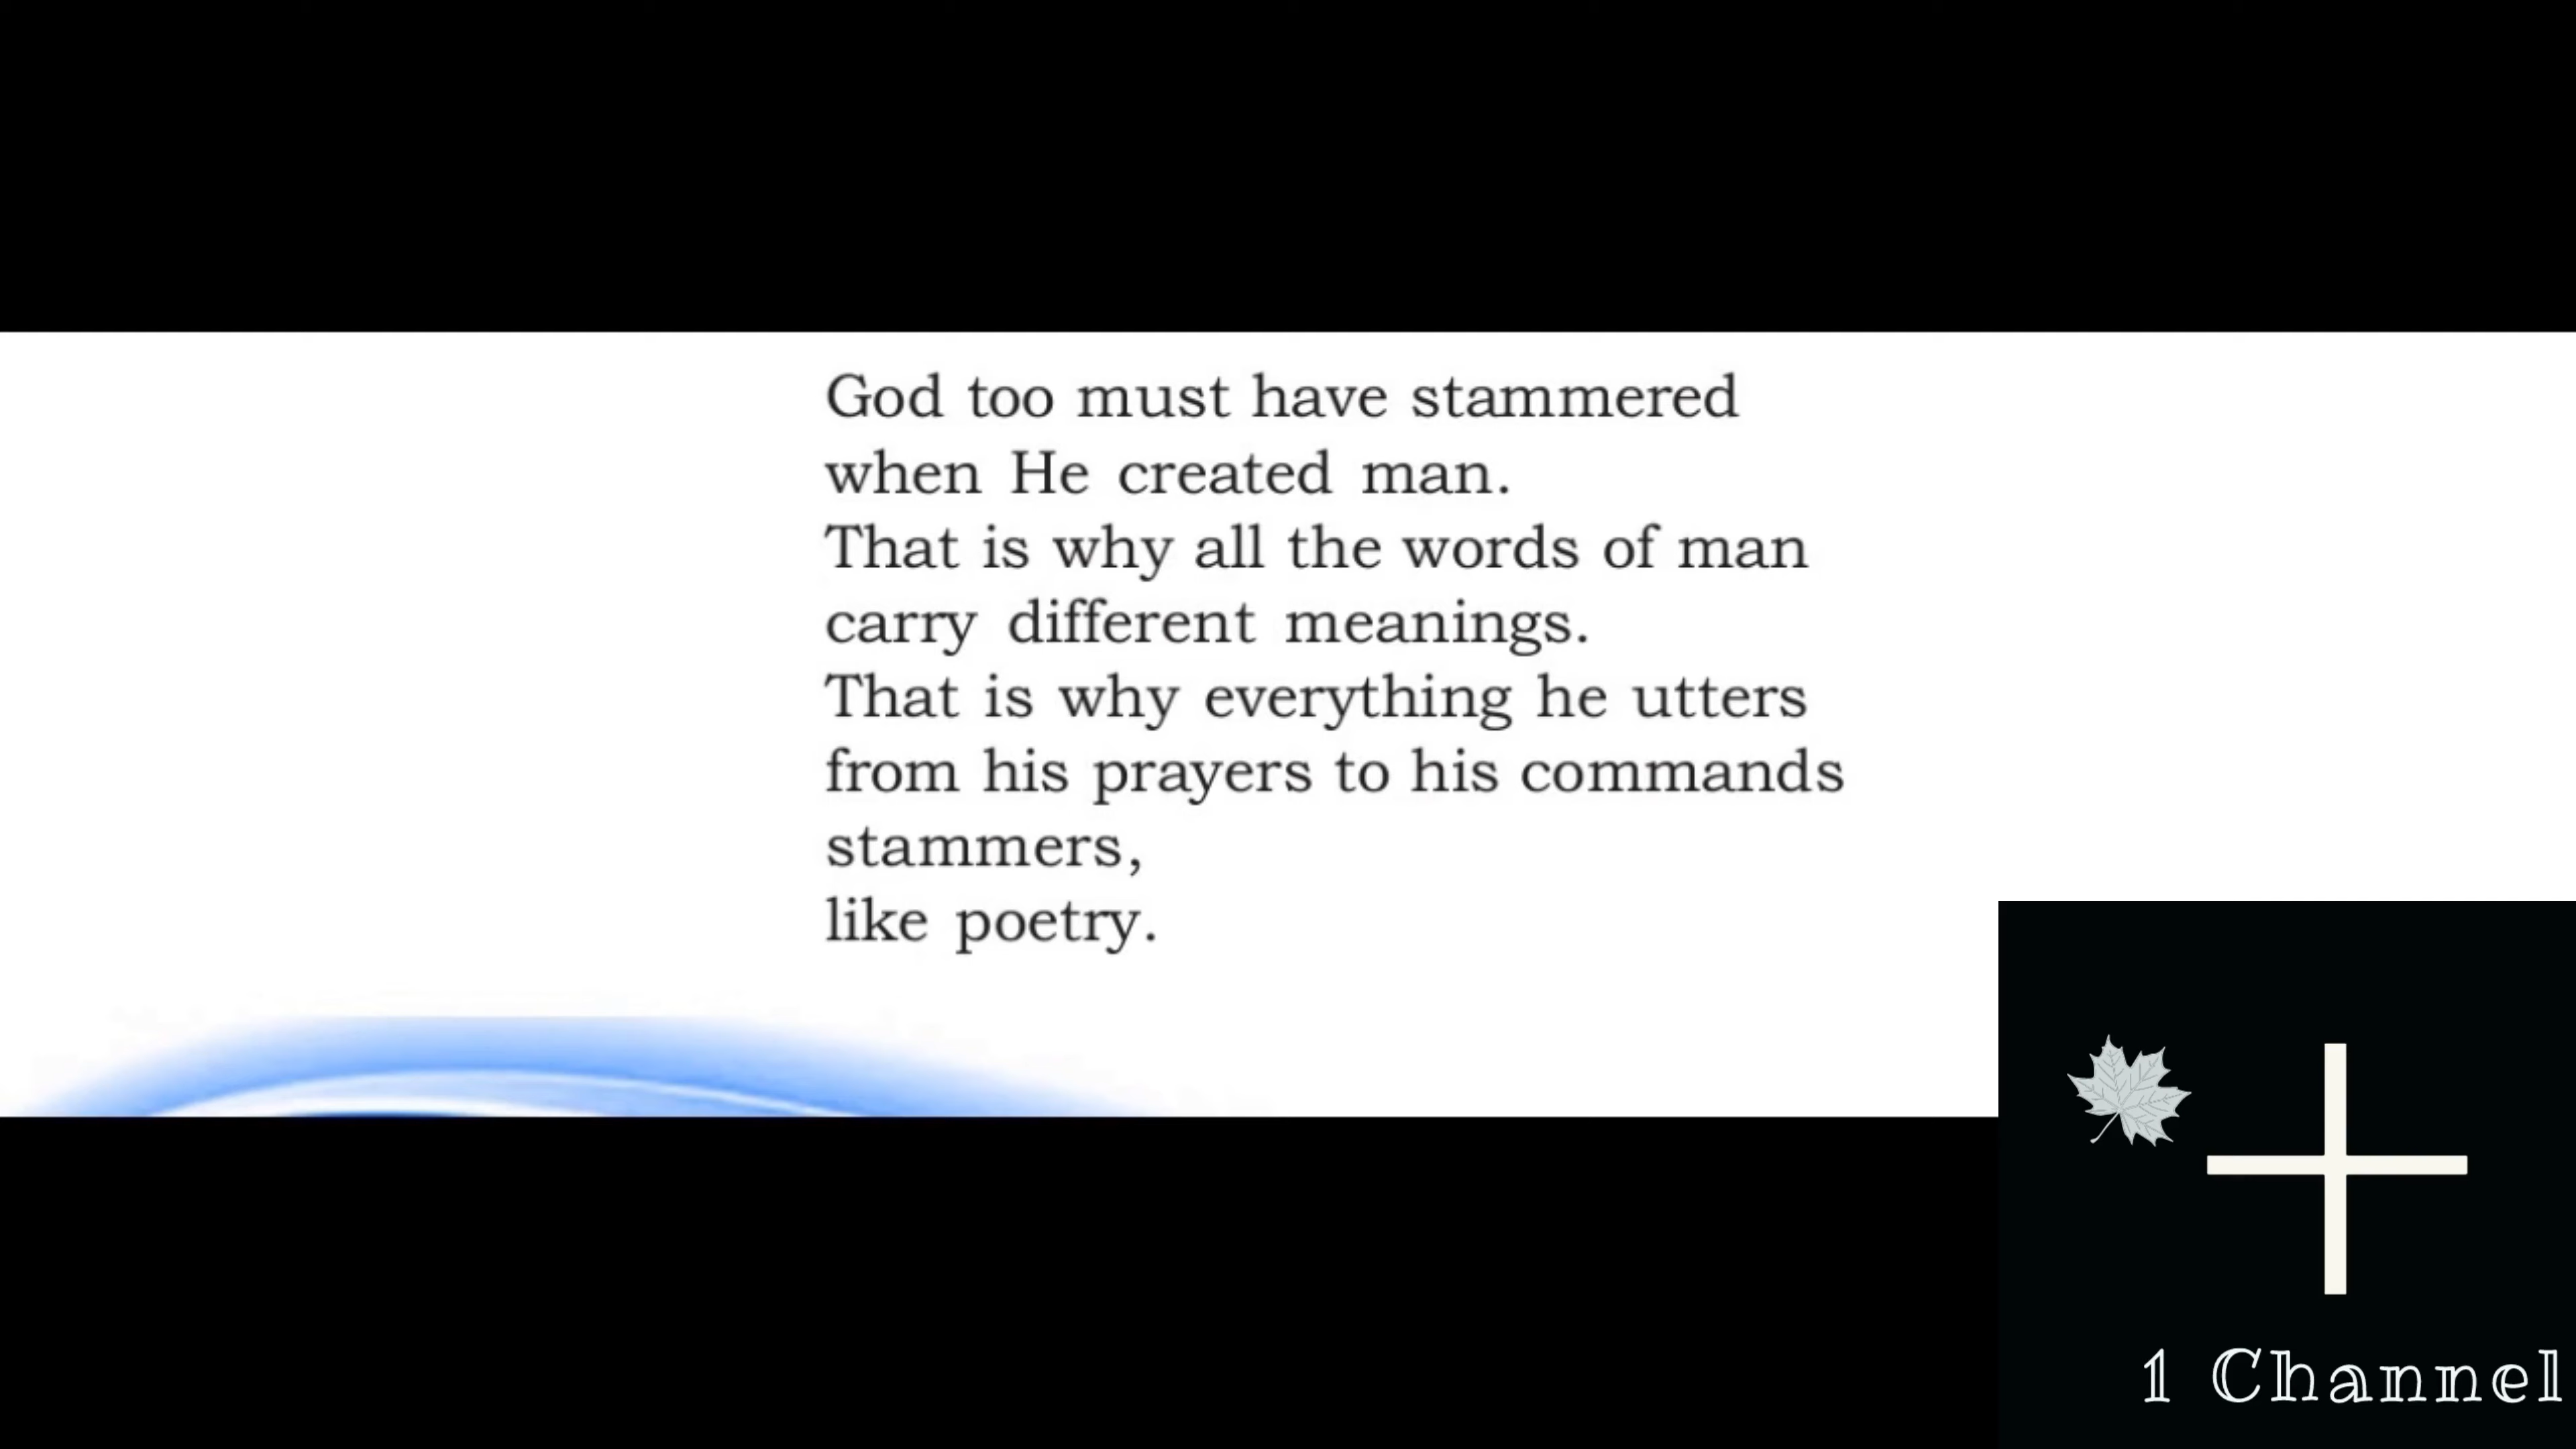 God too must have stammered
when He created man.
That is why all the words of man
carry different meanings.
That is why everything he utters
from his prayers to his commands
stammers,
like poetry.
1 Channel